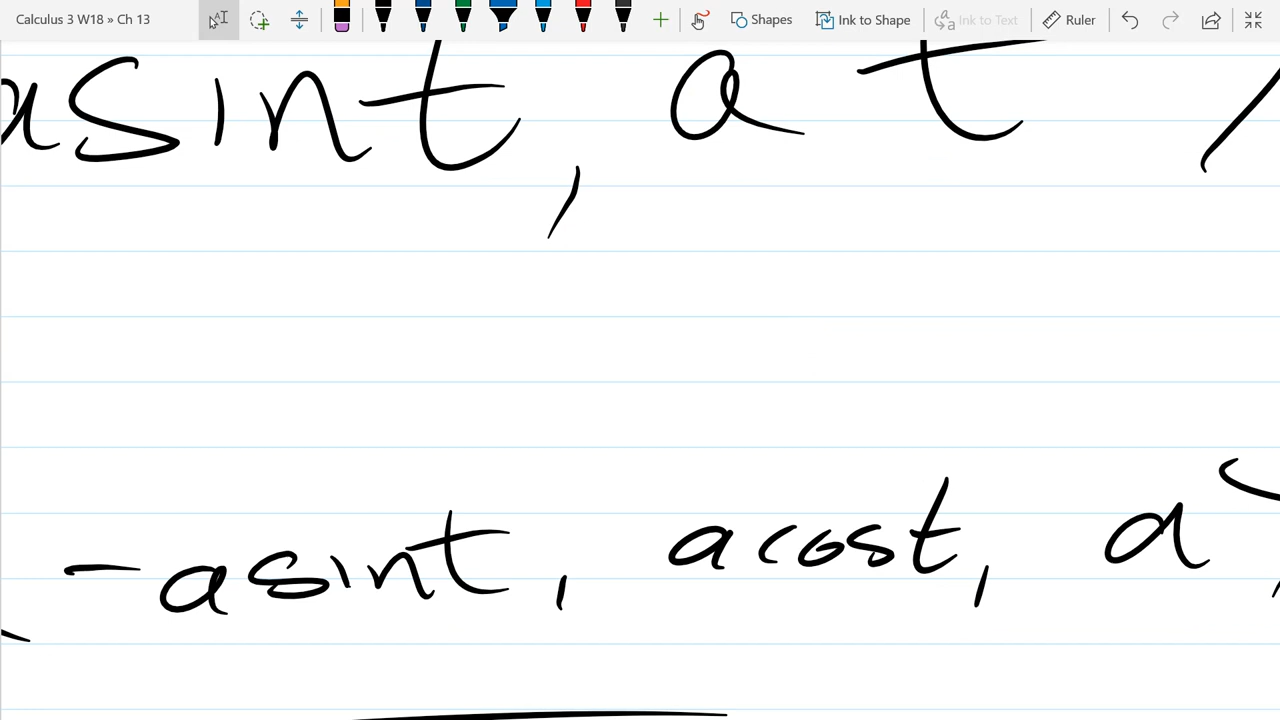 Calculus 3 W18 » Ch 13 Shapes Ink to Shape Ink to Text Ruler
asint, a t
- asint, acost, a